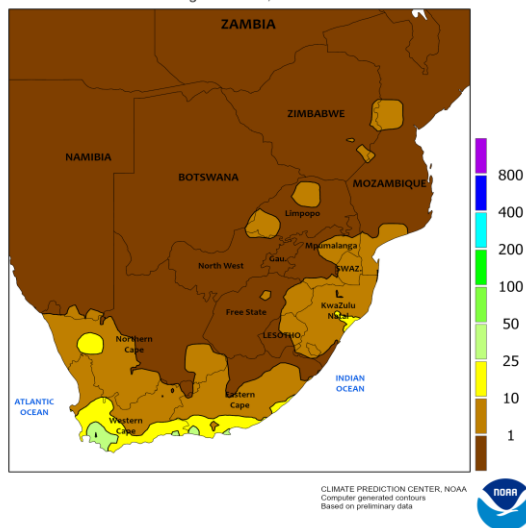 ZAMBIA
ZIMBABWE
NAMIBIA
BOTSWANA
MOZAMBIQUE
Limpopo
Mpumalanga
Gau.
North West
SWAZ.
KwaZulu
Natal
Free State
LESOTHO
Northern
Cape
Eastern
Cape
Western
Cape
ATLANTIC
OCEAN
INDIAN
OCEAN
800
400
200
100
50
25
10
1
CLIMATE PREDICTION CENTER, NOAA
Computer generated contours
Based on preliminary data
NOAA